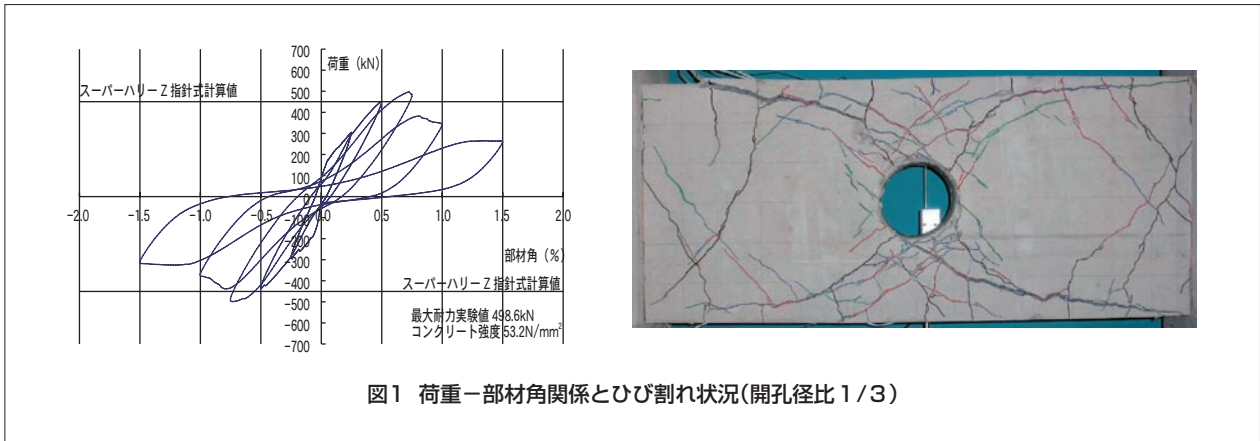 700
600
500
400
300
200
100
0
-100
-200
-300
-400
-500
-600
-700
荷重(kN)
スーパーハリーZ 指針式計算値
-2.0 -1.5 -1.0 -0.5 0.0 0.5 1.0 1.5 2.0
部材角(%)
スーパーハリーZ 指針式計算値
最大耐力実験値 498.6kN
コンクリート強度 53.2N/mm²
図1 荷重－部材角関係とひび割れ状況(開孔径比1/3)